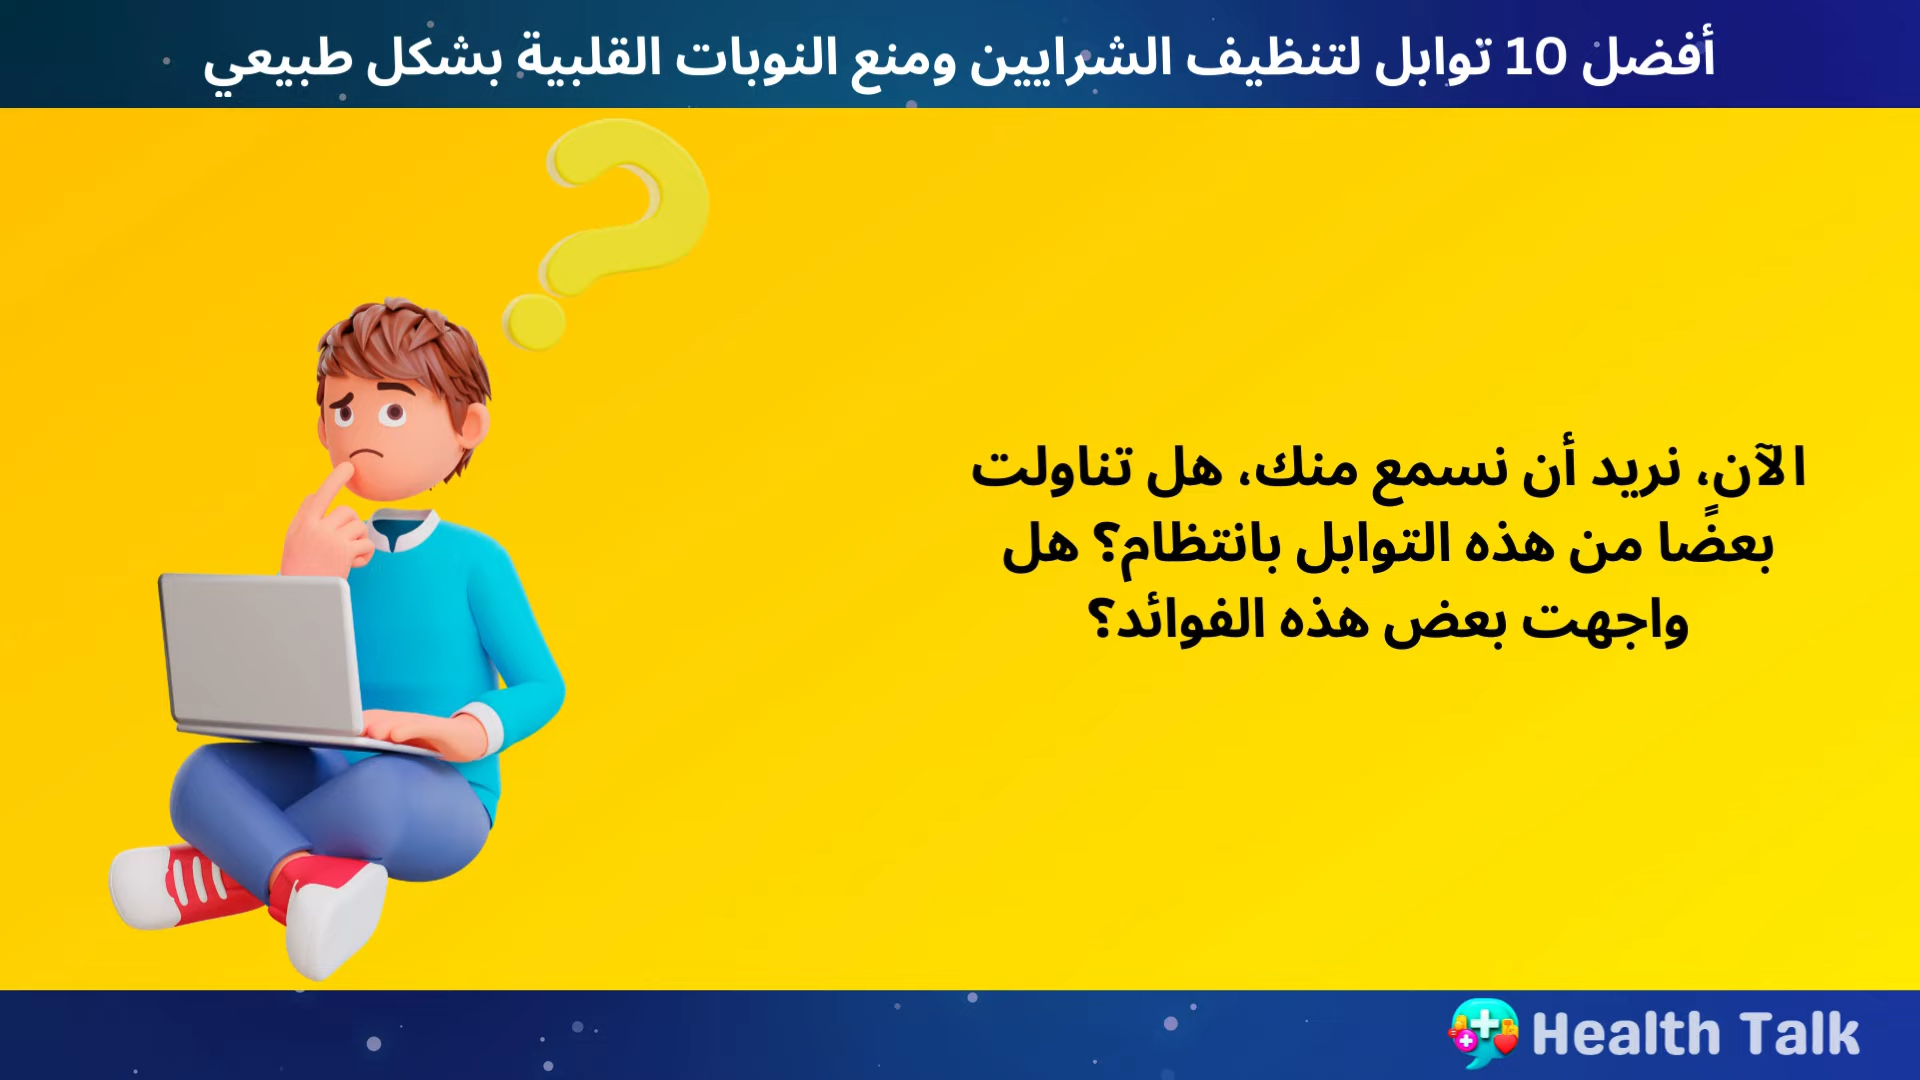 أفضل 10 توابل لتنظيف الشرايين ومنع النوبات القلبية بشكل طبيعي
الآن، نريد أن نسمع منك، هل تناولت
بعضًا من هذه التوابل بانتظام؟ هل
واجهت بعض هذه الفوائد؟
Health Talk